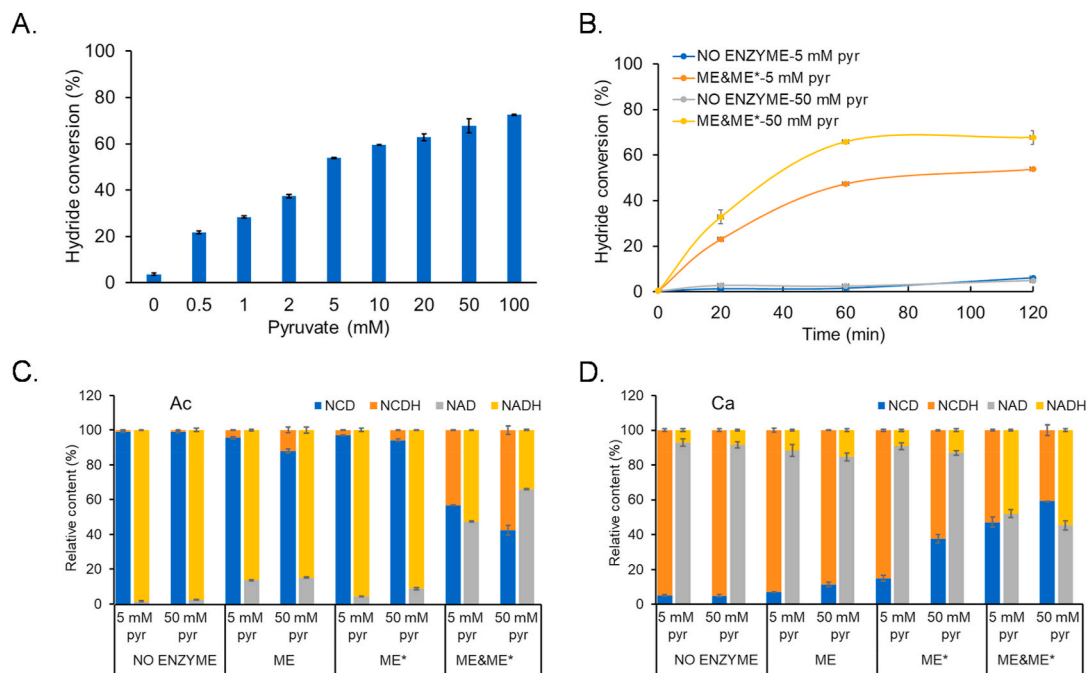 A.
Hydride conversion (%)
100
80
60
40
20
0
0 0.5 1 2 5 10 20 50 100
Pyruvate (mM)
B.
NO ENZYME-5 mM pyr
ME&ME*-5 mM pyr
NO ENZYME-50 mM pyr
ME&ME*-50 mM pyr
Hydride conversion (%)
100
80
60
40
20
0
0 20 40 60 80 100 120
Time (min)
C.
Ac
NCD NCDH NAD NADH
Relative content (%)
120
100
80
60
40
20
0
5 mM 50 mM 5 mM 50 mM 5 mM 50 mM 5 mM 50 mM
pyr pyr pyr pyr pyr pyr pyr pyr
NO ENZYME ME ME* ME&ME*
D.
Ca
NCD NCDH NAD NADH
Relative content (%)
120
100
80
60
40
20
0
5 mM 50 mM 5 mM 50 mM 5 mM 50 mM 5 mM 50 mM
pyr pyr pyr pyr pyr pyr pyr pyr
NO ENZYME ME ME* ME&ME*